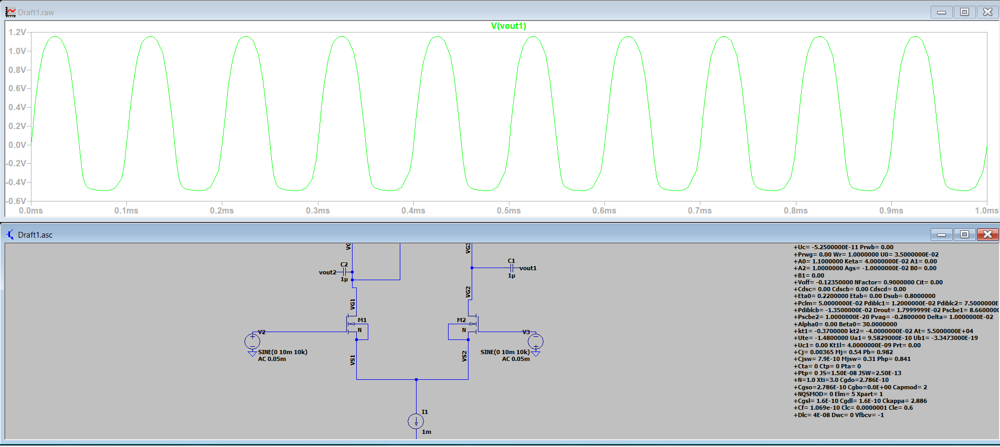 Draft1.raw
V(vout1)
1.2V
1.0V
0.8V
0.6V
0.4V
0.2V
0.0V
-0.2V
-0.4V
-0.6V
0.0ms 0.1ms 0.2ms 0.3ms 0.4ms 0.5ms 0.6ms 0.7ms 0.8ms 0.9ms 1.0ms
Draft1.asc
VG3
C2
vout2
1µ
C1
vout1
1µ
VG1
VG2
M1
N
M2
N
V2
SINE(0 10m 10k)
AC 0.05m
V3
SINE(0 10m 10k)
AC 0.05m
VS1
VS2
I1
1m
+Uc= -5.2500000E-11 Prwb= 0.00
+Prwg= 0.00 Wr= 1.0000000 U0= 3.5000000E-02
+A0= 1.1000000 Keta= 4.0000000E-02 A1= 0.00
+A2= 1.0000000 Ags= -1.0000000E-02 B0= 0.00
+B1= 0.00
+Voff= -0.12350000 NFactor= 0.9000000 Cit= 0.00
+Cdsc= 0.00 Cdscb= 0.00 Cdscd= 0.00
+Eta0= 0.2200000 Etab= 0.00 Dsub= 0.8000000
+Pclm= 5.0000000E-02 Pdiblc1= 1.2000000E-02 Pdiblc2= 7.5000000E
+Pdiblcb= -1.3500000E-02 Drout= 1.7999999E-02 Pscbe1= 8.6600000
+Pscbe2= 1.0000000E-20 Pvag= -0.2800000 Delta= 1.0000000E-02
+Alpha0= 0.00 Beta0= 30.0000000
+kt1= -0.3700000 kt2= -4.0000000E-02 At= 5.5000000E+04
+Ute= -1.4800000 Ua1= 9.5829000E-10 Ub1= -3.3473000E-19
+Uc1= 0.00 Kt1l= 4.0000000E-09 Prt= 0.00
+Cj= 0.00365 Mj= 0.54 Pb= 0.982
+Cjsw= 7.9E-10 Mjsw= 0.31 Php= 0.841
+Cta= 0 Ctp= 0 Pta= 0
+Ptp= 0 JS=1.50E-08 JSW=2.50E-13
+N=1.0 Xti=3.0 Cgdo=2.786E-10
+Cgso=2.786E-10 Cgbo=0.0E+00 Capmod= 2
+NQSMOD= 0 Elm= 5 Xpart= 1
+Cgsl= 1.6E-10 Cgdl= 1.6E-10 Ckappa= 2.886
+Cf= 1.069e-10 Clc= 0.0000001 Cle= 0.6
+Dlc= 4E-08 Dwc= 0 Vfbcv= -1